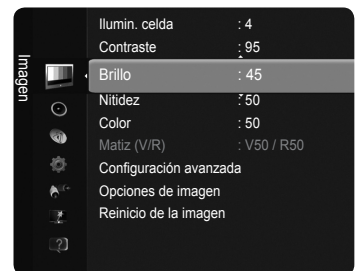 Imagen
Ilumin. celda : 4
Contraste : 95
Brillo : 45
Nitidez : 50
Color : 50
Matiz (V/R) : V50 / R50
Configuración avanzada
Opciones de imagen
Reinicio de la imagen